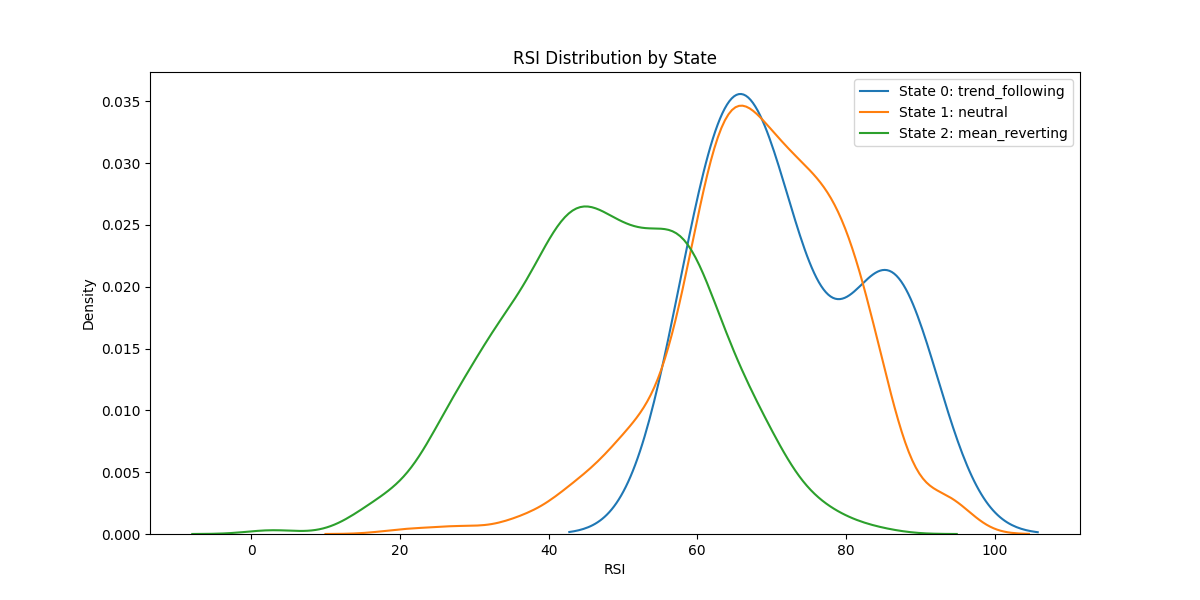 RSI Distribution by State
State 0: trend_following
State 1: neutral
State 2: mean_reverting
Density
0.035
0.030
0.025
0.020
0.015
0.010
0.005
0.000
0 20 40 60 80 100
RSI